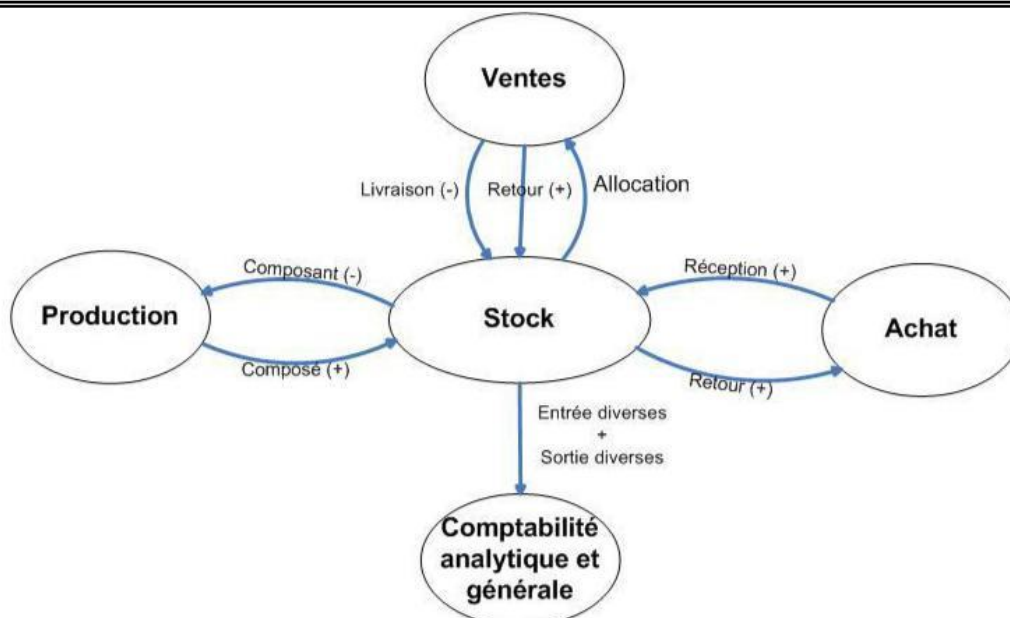 Ventes
Livraison (-)
Retour (+)
Allocation
Composant (-)
Réception (+)
Production
Stock
Achat
Composé (+)
Retour (+)
Entrée diverses
+
Sortie diverses
Comptabilité
analytique et
générale